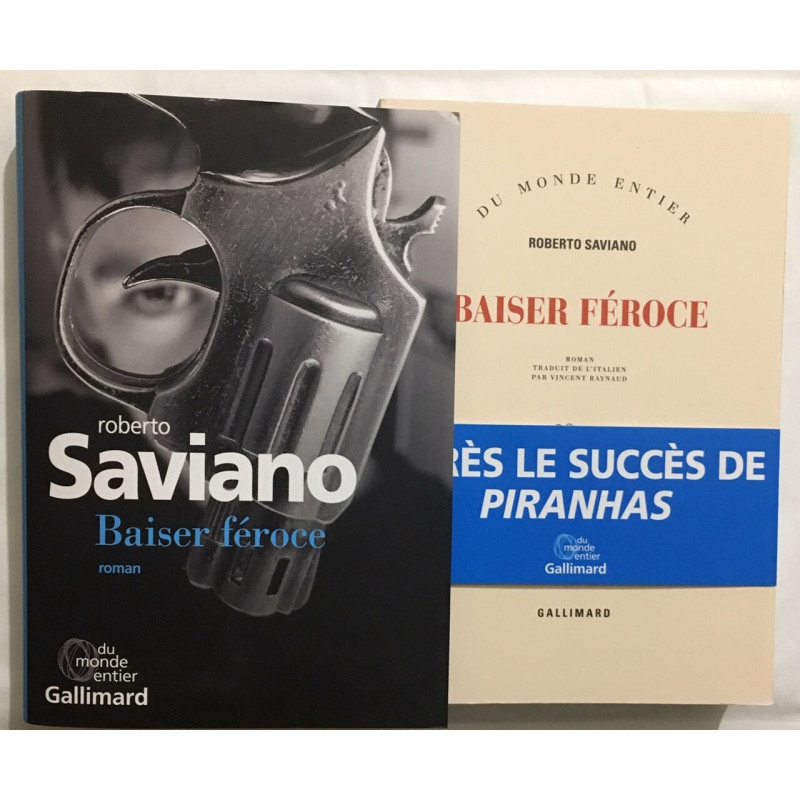 roberto
Saviano
Baiser féroce
roman
du
monde
entier
Gallimard
DU MONDE ENTIER
ROBERTO SAVIANO
BAISER FÉROCE
ROMAN
TRADUIT DE L'ITALIEN
PAR VINCENT RAYNAUD
RÈS LE SUCCÈS DE
PIRANHAS
du
monde
entier
Gallimard
GALLIMARD